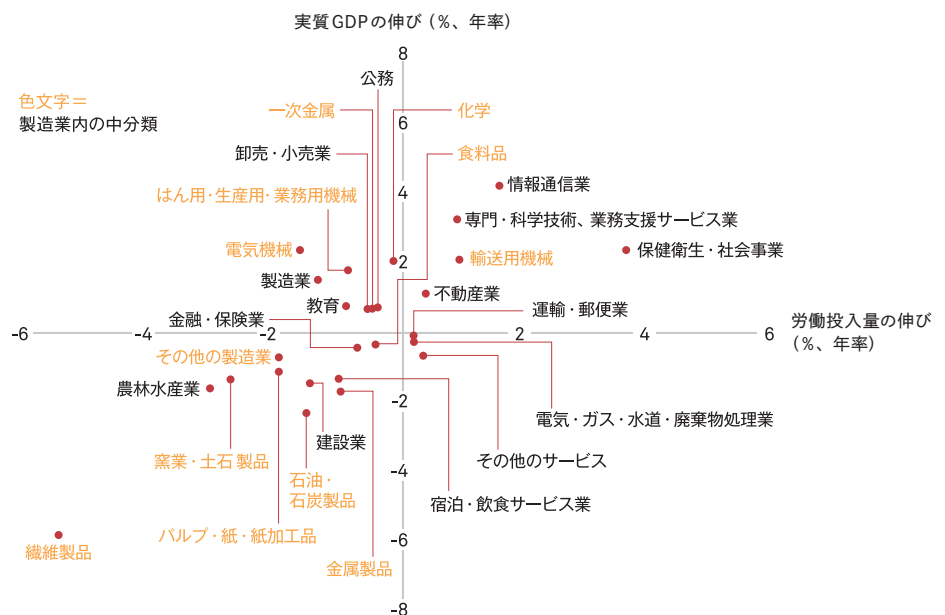 実質GDPの伸び（%、年率）
8
公務
色文字＝
製造業内の中分類
一次金属
化学
6
卸売・小売業
食料品
はん用・生産用・業務用機械
4
情報通信業
専門・科学技術、業務支援サービス業
電気機械
2
輸送用機械
保健衛生・社会事業
製造業
教育
不動産業
運輸・郵便業
金融・保険業
-6
-4
-2
2
4
6
労働投入量の伸び
（%、年率）
その他の製造業
農林水産業
-2
電気・ガス・水道・廃棄物処理業
建設業
窯業・土石製品
その他のサービス
-4
石油・
石炭製品
宿泊・飲食サービス業
パルプ・紙・紙加工品
-6
繊維製品
金属製品
-8